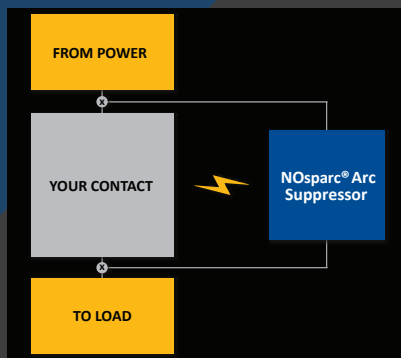 FROM POWER
x
YOUR CONTACT
NOsparc® Arc
Suppressor
x
TO LOAD